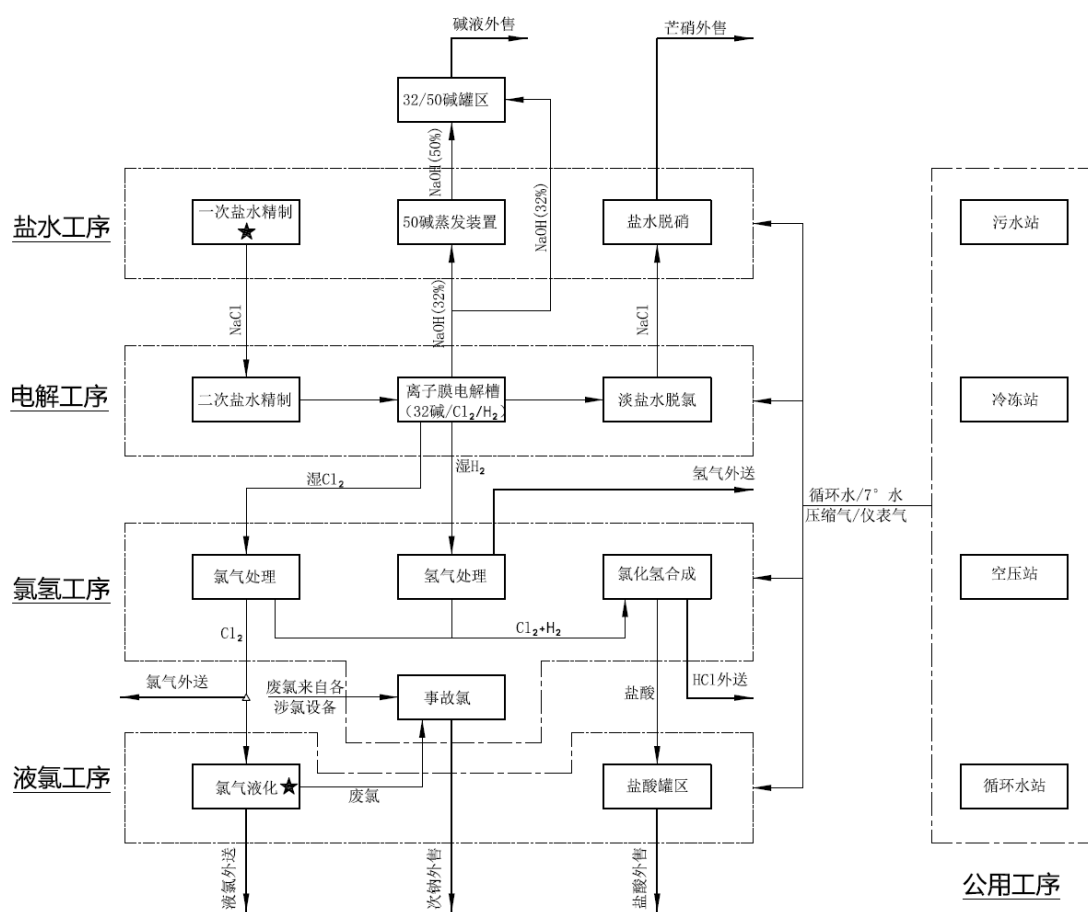 碱液外售
芒硝外售
32/50碱罐区
NaOH(50%)
NaOH(32%)
盐水工序
一次盐水精制
50碱蒸发装置
盐水脱硝
污水站
NaCl
NaOH(32%)
NaCl
电解工序
二次盐水精制
离子膜电解槽
(32碱/Cl₂/H₂)
淡盐水脱氯
冷冻站
湿Cl₂
湿H₂
氢气外送
循环水/7°水
压缩气/仪表气
氯氢工序
氯气处理
氢气处理
氯化氢合成
空压站
Cl₂
Cl₂+H₂
氯气外送
废氯来自各
涉氯设备
事故氯
盐酸
HCl外送
液氯工序
氯气液化
废氯
盐酸罐区
循环水站
液氯外送
次钠外售
盐酸外售
公用工序